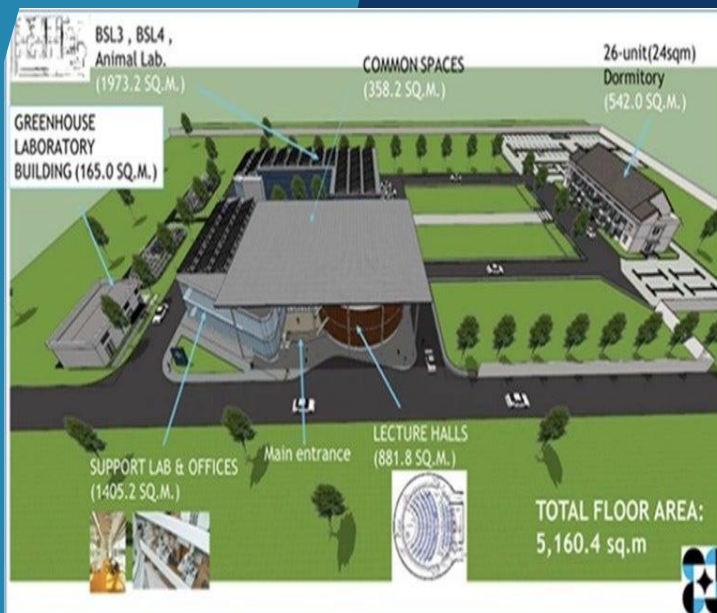 BSL3 , BSL4 ,
Animal Lab.
(1973.2 SQ.M.)
COMMON SPACES
(358.2 SQ.M.)
26-unit(24sqm)
Dormitory
(542.0 SQ.M.)
GREENHOUSE
LABORATORY
BUILDING (165.0 SQ.M.)
SUPPORT LAB & OFFICES
(1405.2 SQ.M.)
Main entrance
LECTURE HALLS
(881.8 SQ.M.)
TOTAL FLOOR AREA:
5,160.4 sq.m